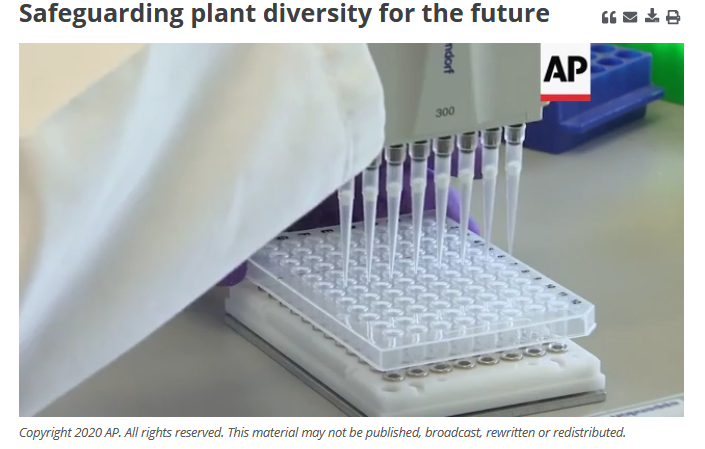 Safeguarding plant diversity for the future
AP
300
Copyright 2020 AP. All rights reserved. This material may not be published, broadcast, rewritten or redistributed.